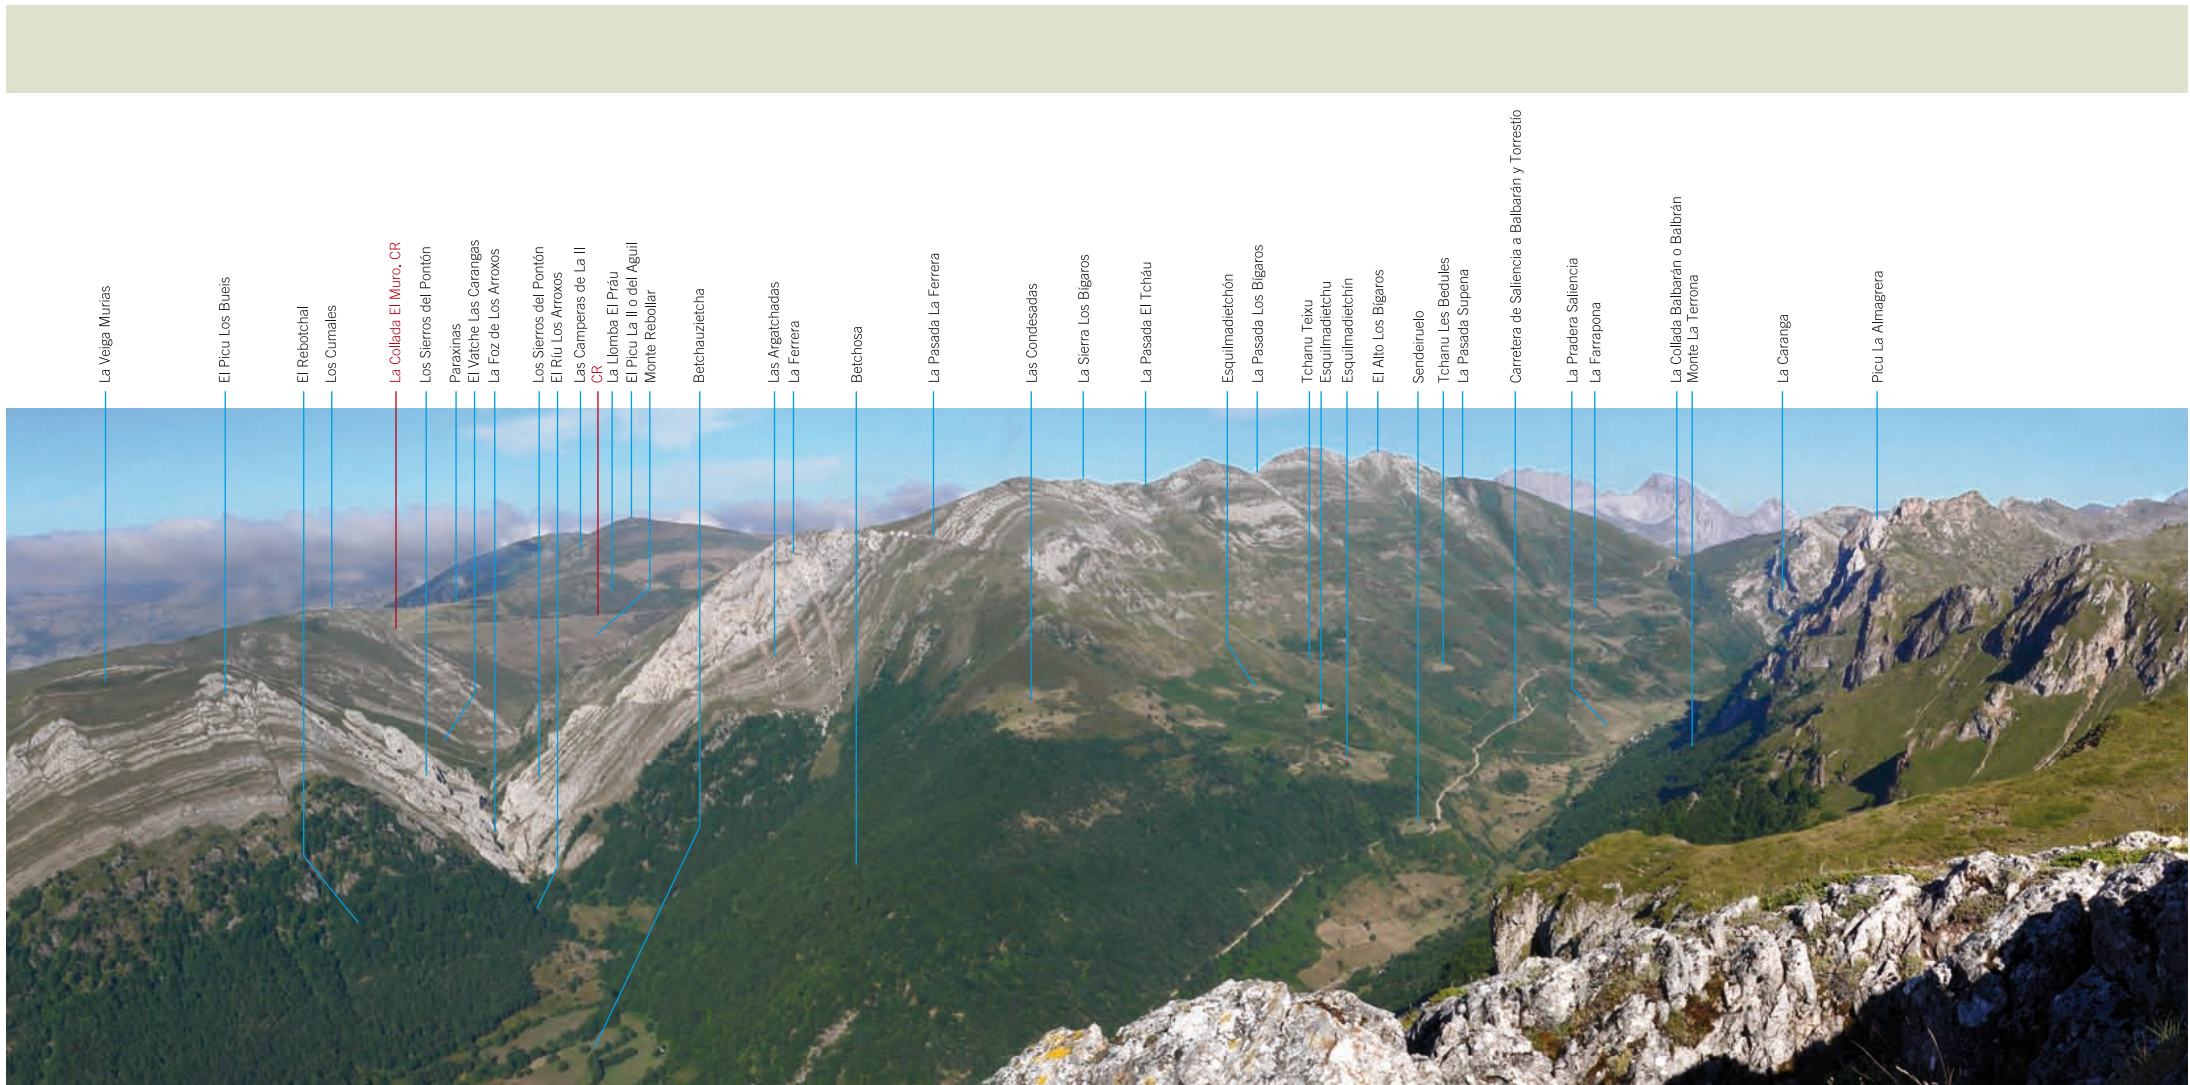 La Veiga Murias
El Picu Los Bueis
El Rebotchal
Los Cumales
La Collada El Muro. CR
Los Sierros del Pontón
Paraxinas
El Vatche Las Carangas
La Foz de Los Arroxos
Los Sierros del Pontón
El Ríu Los Arroxos
Las Camperas de La II
CR
La Llomba El Práu
El Picu La II o del Aguil
Monte Rebollar
Betchauzietcha
Las Argatchadas
La Ferrera
Betchosa
La Pasada La Ferrera
Las Condesadas
La Sierra Los Bígaros
La Pasada El Tcháu
Esquilmadietchón
La Pasada Los Bígaros
Tchanu Teixu
Esquilmadietchu
Esquilmadietchín
El Alto Los Bígaros
Sendeiruelo
Tchanu Les Bedules
La Pasada Supena
Carretera de Saliencia a Balbarán y Torrestío
La Pradera Saliencia
La Farrapona
La Collada Balbarán o Balbrán
Monte La Terrona
La Caranga
Picu La Almagrera